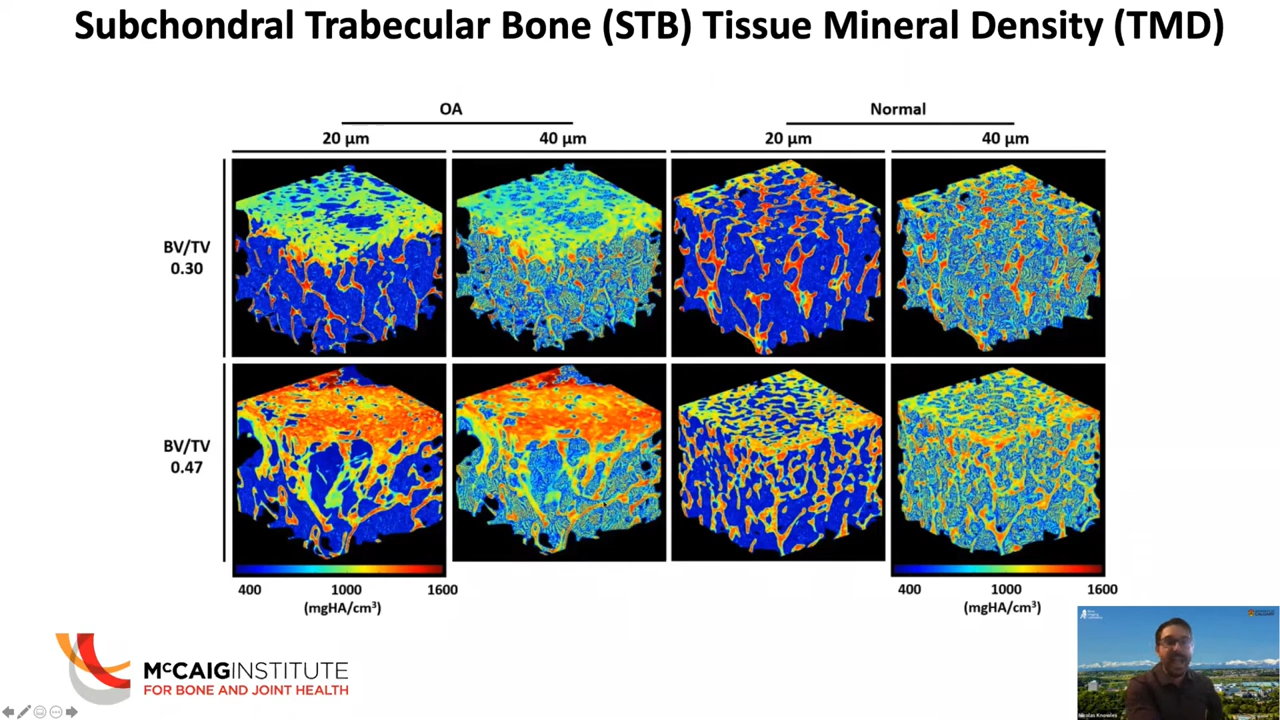 Subchondral Trabecular Bone (STB) Tissue Mineral Density (TMD)
OA
Normal
20 µm
40 µm
20 µm
40 µm
BV/TV
0.30
BV/TV
0.47
400 1000 1600
(mgHA/cm³)
400 1000 1600
(mgHA/cm³)
McCAIG INSTITUTE
FOR BONE AND JOINT HEALTH
Nicolas Knowles